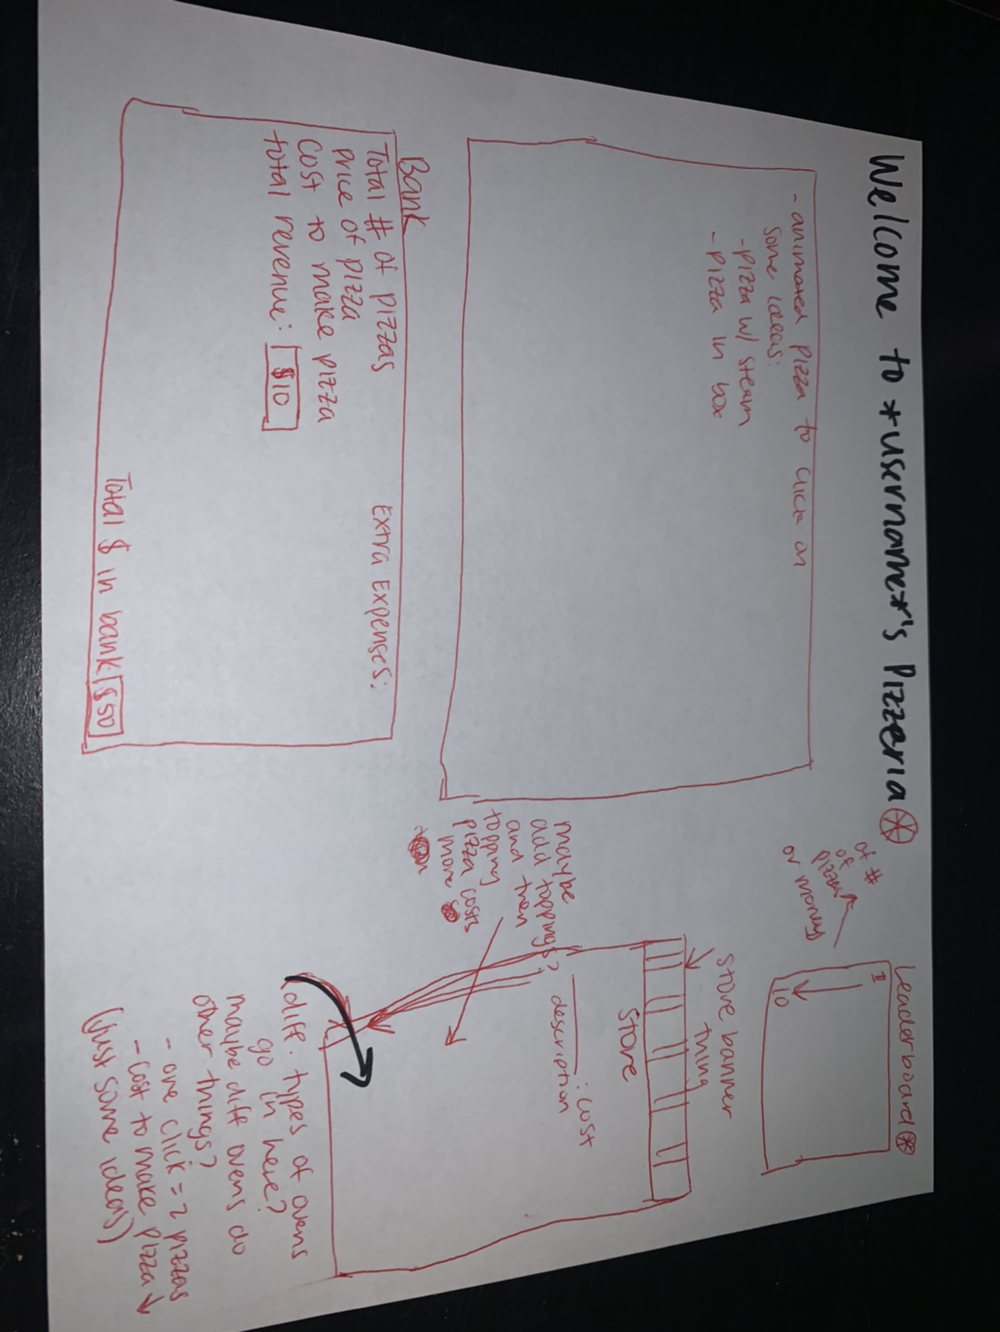 Welcome to *username*'s Pizzeria
- animated pizza to click on
some ideas:
- pizza w/ steam
- pizza in box
Bank
Total # of pizzas
price of pizza
Cost to make pizza
total revenue: $10
Extra Expenses:
Total $ in bank: $50
Leaderboard
1
10
of #
of
pizzas
or money
Store banner
thing
Store
: cost
description
maybe
add toppings?
and then
topping
pizza costs
more
(diff. types of ovens
go in here?
maybe diff ovens do
other things?
- one click = 2 pizzas
- cost to make pizza ↓
(just some ideas)